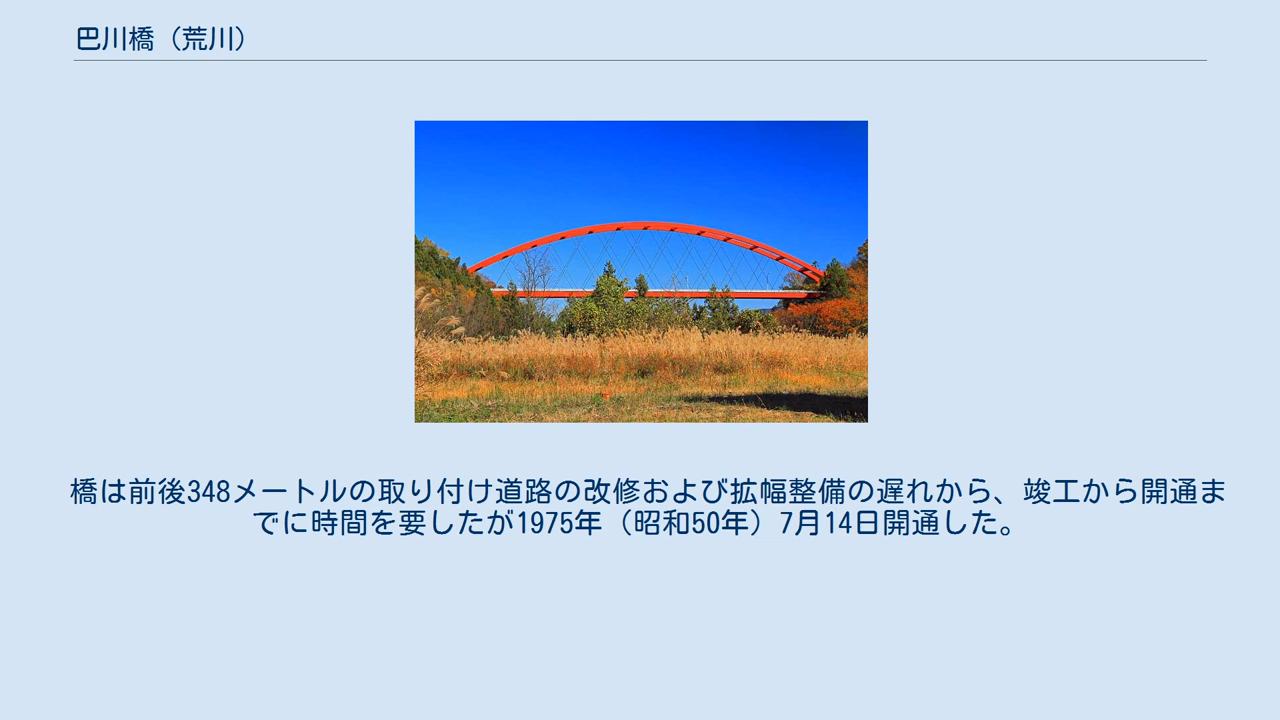 巴川橋（荒川）
橋は前後348メートルの取り付け道路の改修および拡幅整備の遅れから、竣工から開通ま
でに時間を要したが1975年（昭和50年）7月14日開通した。